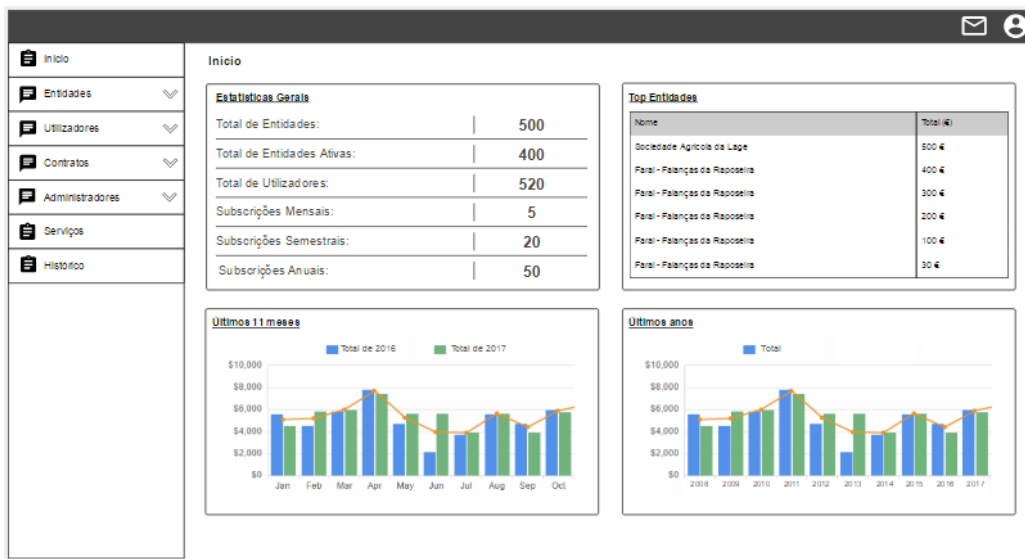 Início
Entidades
Utilizadores
Contratos
Administradores
Serviços
Histórico
Início
Estatísticas Gerais
Total de Entidades: 500
Total de Entidades Ativas: 400
Total de Utilizadores: 520
Subscrições Mensais: 5
Subscrições Semestrais: 20
Subscrições Anuais: 50
Top Entidades
Nome Total (€)
Sociedade Agrícola da Lage 500 €
Faral - Falanças da Raposeira 400 €
Faral - Falanças da Raposeira 300 €
Faral - Falanças da Raposeira 200 €
Faral - Falanças da Raposeira 100 €
Faral - Falanças da Raposeira 30 €
Últimos 11 meses
Total de 2016 Total de 2017
$10,000
$8,000
$6,000
$4,000
$2,000
$0
Jan Feb Mar Apr May Jun Jul Aug Sep Oct
Últimos anos
Total
$10,000
$8,000
$6,000
$4,000
$2,000
$0
2008 2009 2010 2011 2012 2013 2014 2015 2016 2017